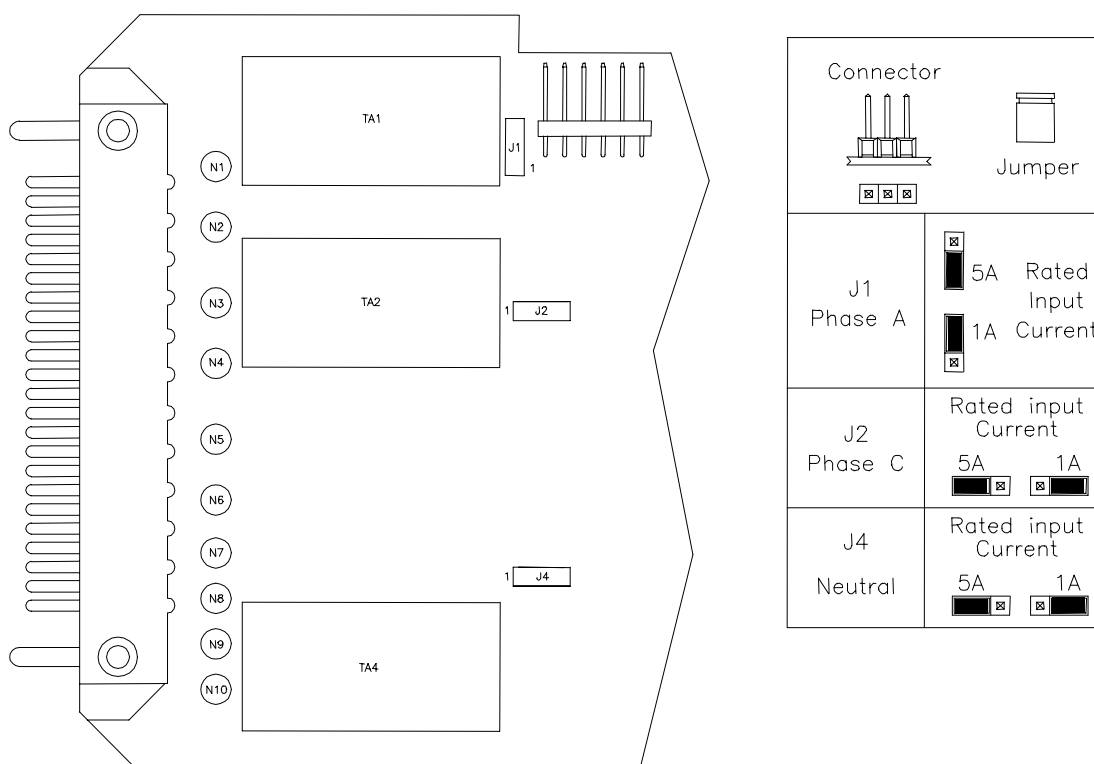 TA1
J1
1
N1
N2
TA2
N3
1 J2
N4
N5
N6
N7
1 J4
N8
N9
TA4
N10
Connector
Jumper
J1
Phase A
5A
1A
Rated
Input
Current
J2
Phase C
Rated input
Current
5A 1A
J4
Neutral
Rated input
Current
5A 1A